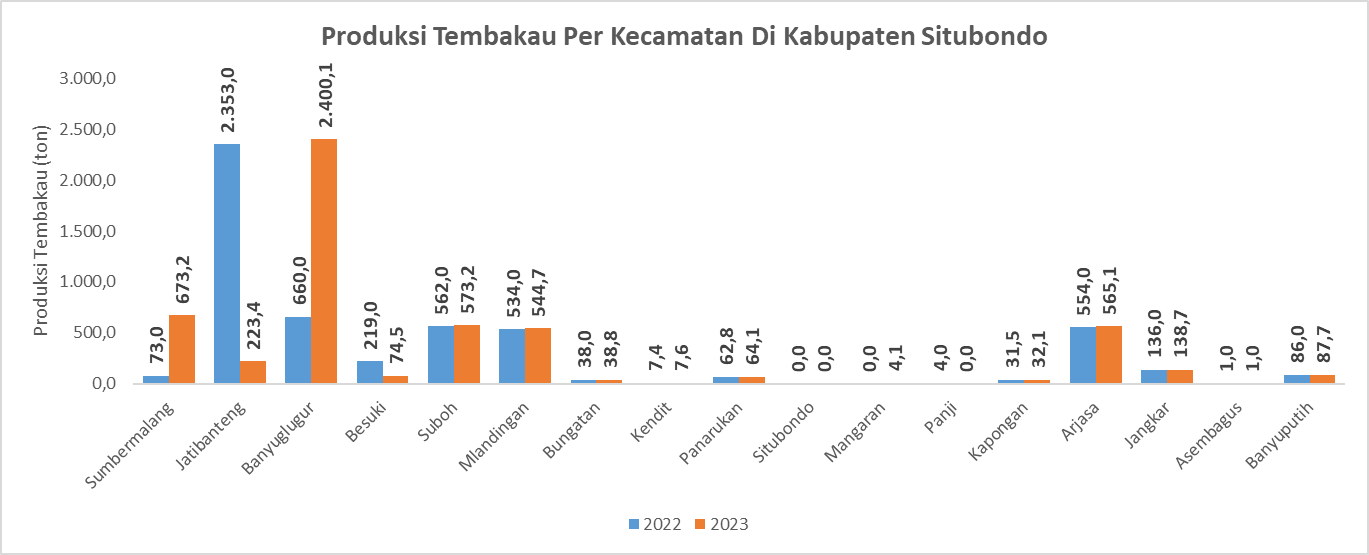 Produksi Tembakau Per Kecamatan Di Kabupaten Situbondo
Produksi Tembakau (ton)
3.000,0
2.500,0
2.000,0
1.500,0
1.000,0
500,0
0,0
73,0
673,2
2.353,0
223,4
660,0
2.400,1
219,0
74,5
562,0
573,2
534,0
544,7
38,0
38,8
7,4
7,6
62,8
64,1
0,0
0,0
0,0
4,1
4,0
0,0
31,5
32,1
554,0
565,1
136,0
138,7
1,0
1,0
86,0
87,7
Sumbermalang
Jatibanteng
Banyuglugur
Besuki
Suboh
Mlandingan
Bungatan
Kendit
Panarukan
Situbondo
Mangaran
Panji
Kapongan
Arjasa
Jangkar
Asembagus
Banyuputih
2022
2023